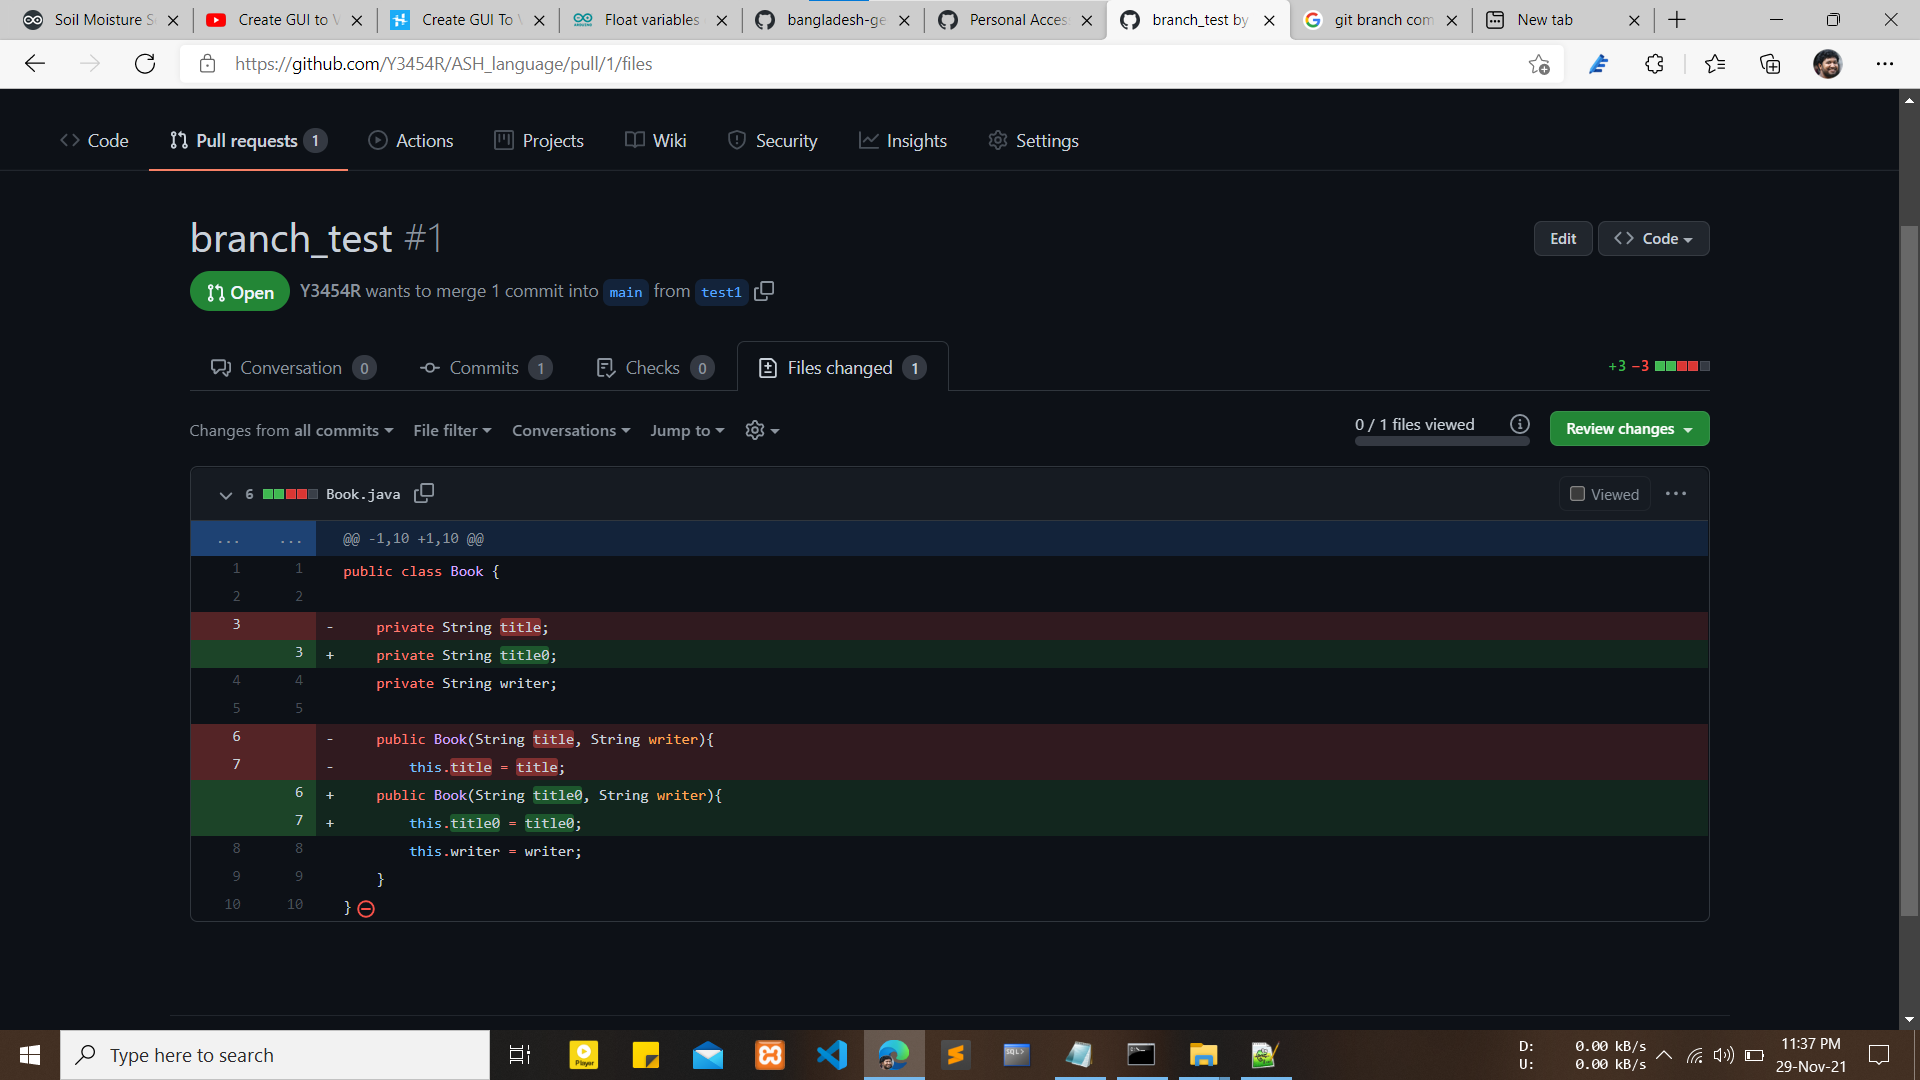 Soil Moisture S
Create GUI to V
Create GUI To V
Float variables
bangladesh-ge
Personal Acces
branch_test by
git branch com
New tab
https://github.com/Y3454R/ASH_language/pull/1/files
Code
Pull requests 1
Actions
Projects
Wiki
Security
Insights
Settings
branch_test #1
Edit
Code
Open
Y3454R wants to merge 1 commit into main from test1
Conversation 0
Commits 1
Checks 0
Files changed 1
+3 −3
Changes from all commits
File filter
Conversations
Jump to
0 / 1 files viewed
Review changes
6 Book.java
Viewed
... ... @@ -1,10 +1,10 @@
1 1 public class Book {
2 2
3 - private String title;
3 + private String title0;
4 4 private String writer;
5 5
6 - public Book(String title, String writer){
7 - this.title = title;
6 + public Book(String title0, String writer){
7 + this.title0 = title0;
8 8 this.writer = writer;
9 9 }
10 10 }
Type here to search
Player
SQL>
D: 0.00 kB/s
U: 0.00 kB/s
11:37 PM
29-Nov-21